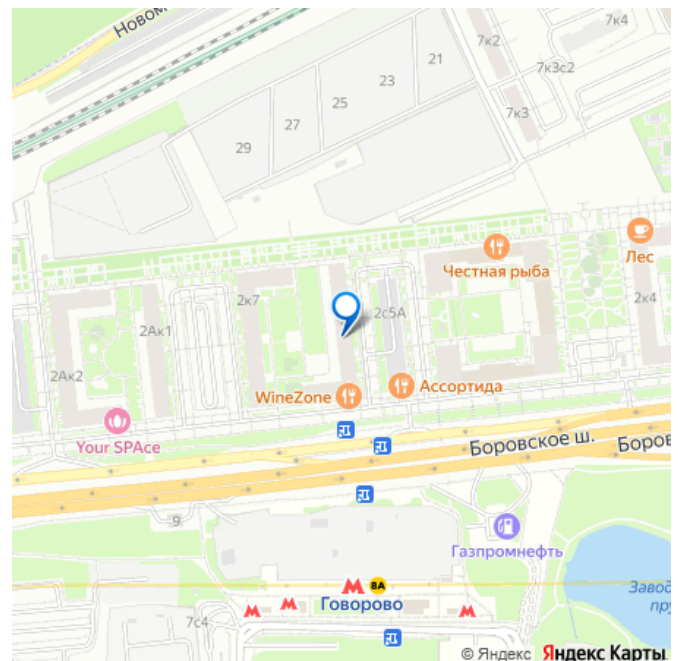 Новом
7к4
7к2
7к3с2
21
23
25
7к3
27
29
Честная рыба
Лес
2к7
2с5А
2к4
2Ак1
2Ак2
WineZone
Ассортида
Your SPAce
Боровское ш.
Боров
9
Газпромнефть
М 8А
Говорово
М
М
М
7с4
Завод
пру
© Яндекс Яндекс Карты